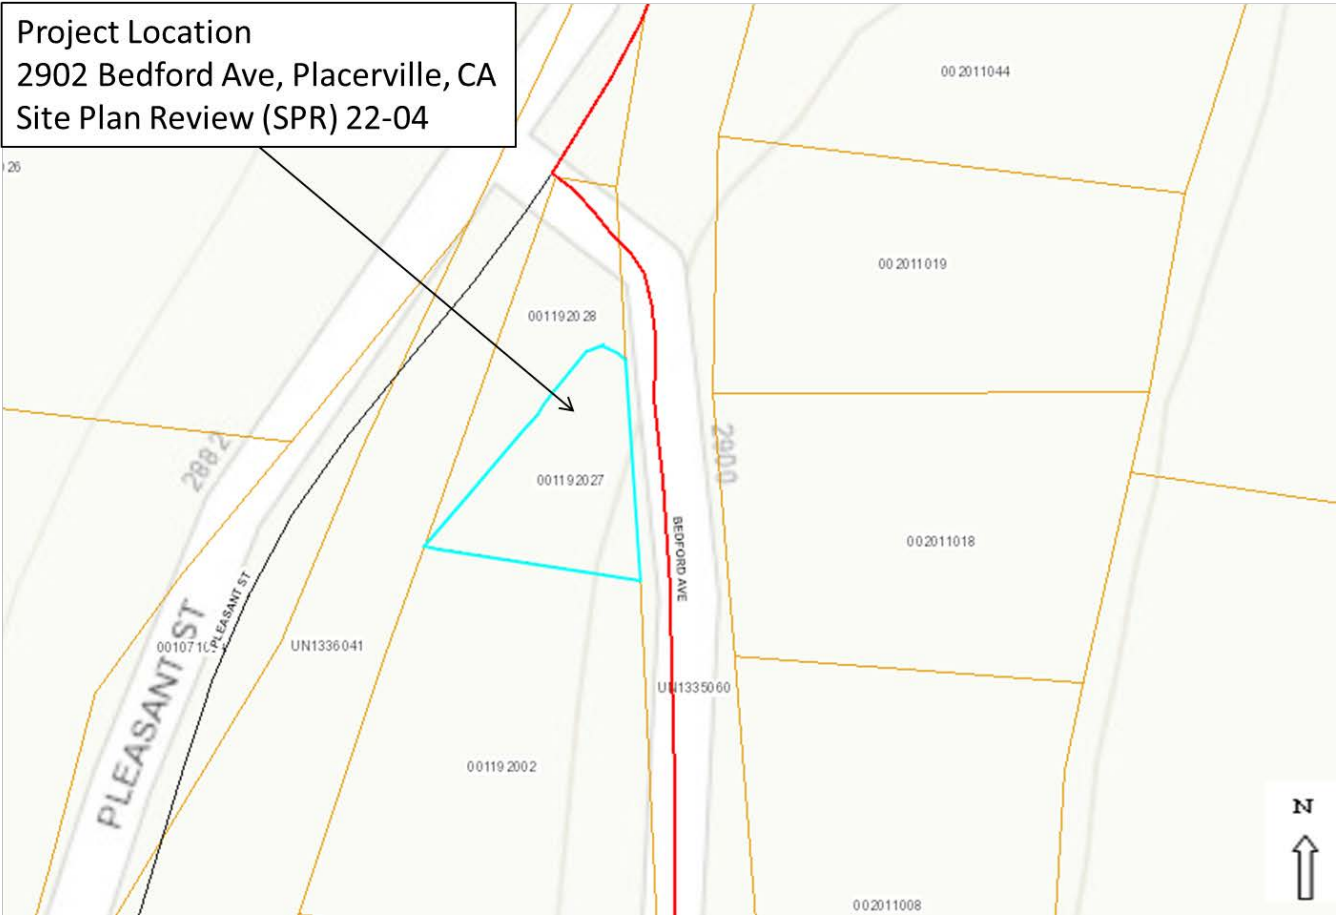 Project Location
2902 Bedford Ave, Placerville, CA
Site Plan Review (SPR) 22-04
002011044
26
002011019
001192028
2882
2900
001192027
BEDFORD AVE
002011018
PLEASANT ST
PLEASANT ST
UN1336041
UN1335060
001192002
N
002011008